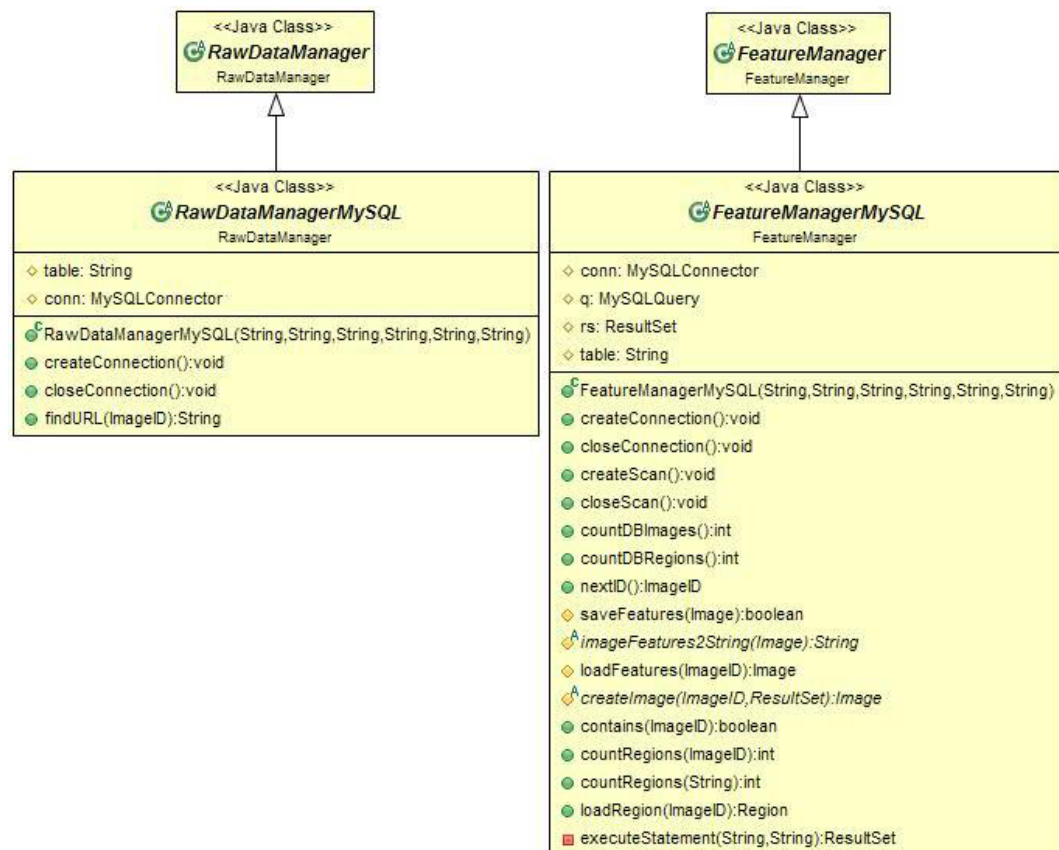 <<Java Class>>
RawDataManager
RawDataManager
<<Java Class>>
FeatureManager
FeatureManager
<<Java Class>>
RawDataManagerMySQL
RawDataManager
table: String
conn: MySQLConnector
RawDataManagerMySQL(String,String,String,String,String,String)
createConnection():void
closeConnection():void
findURL(ImageID):String
<<Java Class>>
FeatureManagerMySQL
FeatureManager
conn: MySQLConnector
q: MySQLQuery
rs: ResultSet
table: String
FeatureManagerMySQL(String,String,String,String,String,String)
createConnection():void
closeConnection():void
createScan():void
closeScan():void
countDBImages():int
countDBRegions():int
nextID():ImageID
saveFeatures(Image):boolean
imageFeatures2String(Image):String
loadFeatures(ImageID):Image
createImage(ImageID,ResultSet):Image
contains(ImageID):boolean
countRegions(ImageID):int
countRegions(String):int
loadRegion(ImageID):Region
executeStatement(String,String):ResultSet